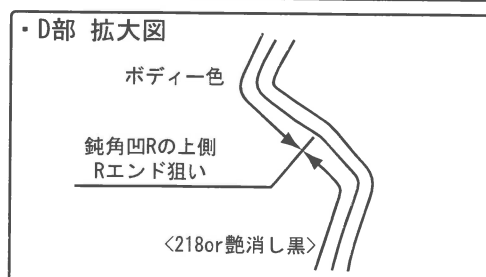 ・D部 拡大図
ボディー色
鈍角凹Rの上側
Rエンド狙い
<218or艶消し黒>